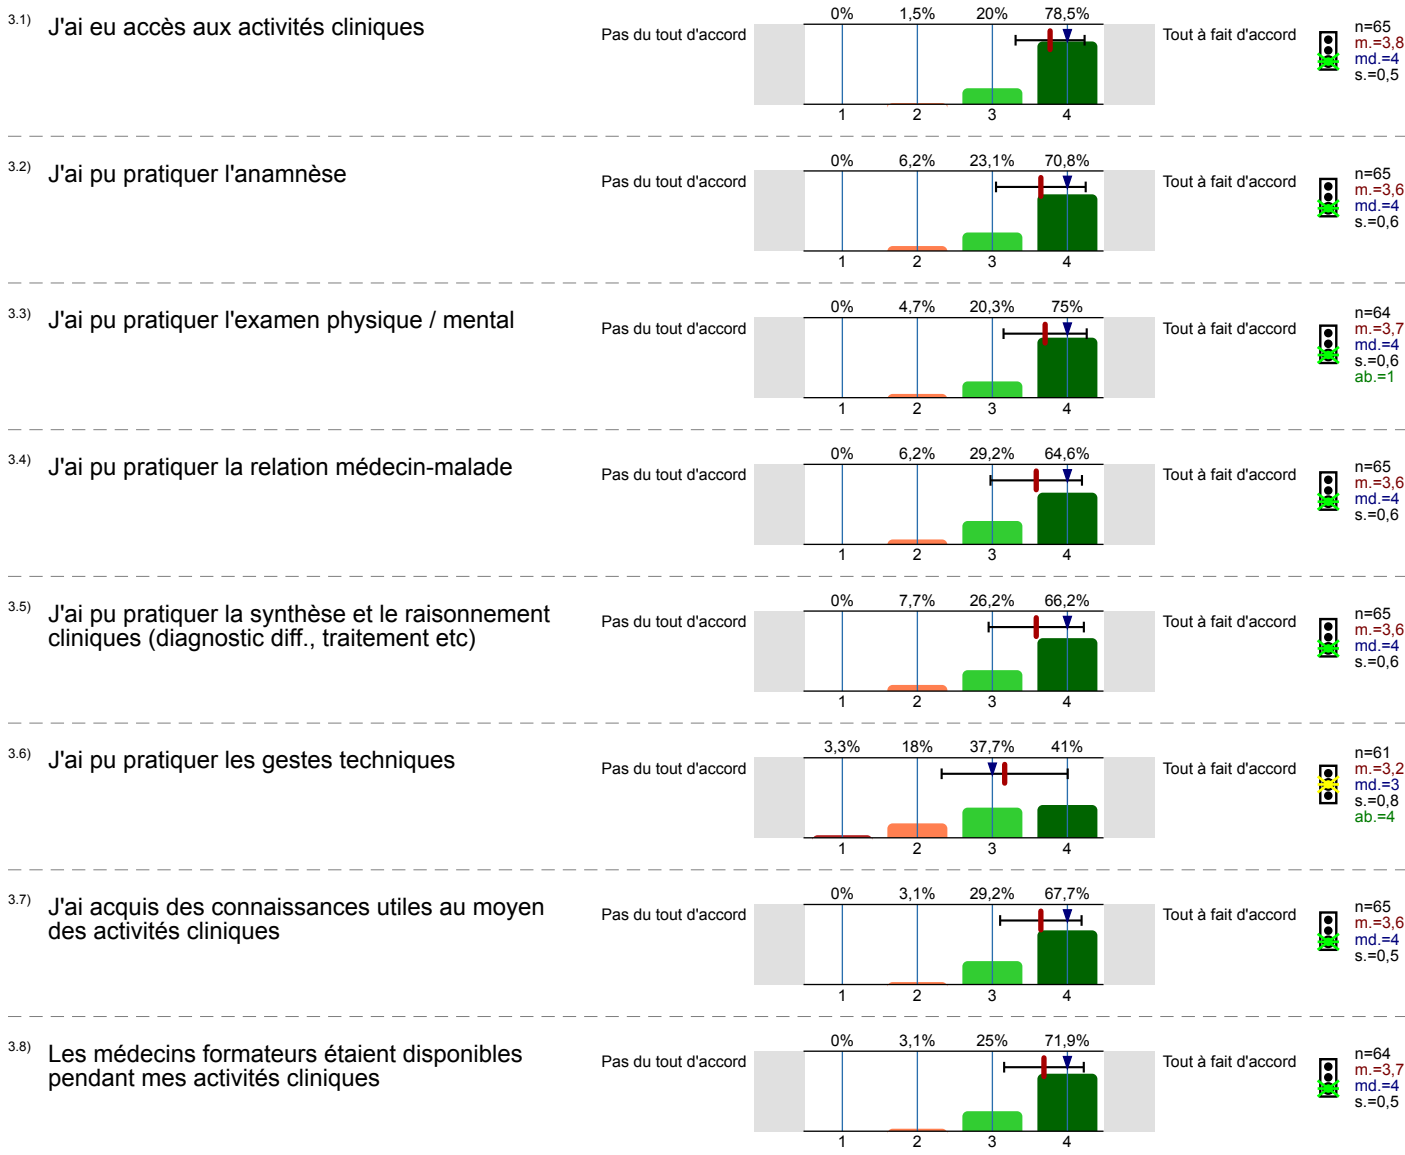 3.1) J'ai eu accès aux activités cliniques
Pas du tout d'accord
0% 1,5% 20% 78,5%
1 2 3 4
Tout à fait d'accord
n=65
m.=3,8
md.=4
s.=0,5
3.2) J'ai pu pratiquer l'anamnèse
Pas du tout d'accord
0% 6,2% 23,1% 70,8%
1 2 3 4
Tout à fait d'accord
n=65
m.=3,6
md.=4
s.=0,6
3.3) J'ai pu pratiquer l'examen physique / mental
Pas du tout d'accord
0% 4,7% 20,3% 75%
1 2 3 4
Tout à fait d'accord
n=64
m.=3,7
md.=4
s.=0,6
ab.=1
3.4) J'ai pu pratiquer la relation médecin-malade
Pas du tout d'accord
0% 6,2% 29,2% 64,6%
1 2 3 4
Tout à fait d'accord
n=65
m.=3,6
md.=4
s.=0,6
3.5) J'ai pu pratiquer la synthèse et le raisonnement
cliniques (diagnostic diff., traitement etc)
Pas du tout d'accord
0% 7,7% 26,2% 66,2%
1 2 3 4
Tout à fait d'accord
n=65
m.=3,6
md.=4
s.=0,6
3.6) J'ai pu pratiquer les gestes techniques
Pas du tout d'accord
3,3% 18% 37,7% 41%
1 2 3 4
Tout à fait d'accord
n=61
m.=3,2
md.=3
s.=0,8
ab.=4
3.7) J'ai acquis des connaissances utiles au moyen
des activités cliniques
Pas du tout d'accord
0% 3,1% 29,2% 67,7%
1 2 3 4
Tout à fait d'accord
n=65
m.=3,6
md.=4
s.=0,5
3.8) Les médecins formateurs étaient disponibles
pendant mes activités cliniques
Pas du tout d'accord
0% 3,1% 25% 71,9%
1 2 3 4
Tout à fait d'accord
n=64
m.=3,7
md.=4
s.=0,5